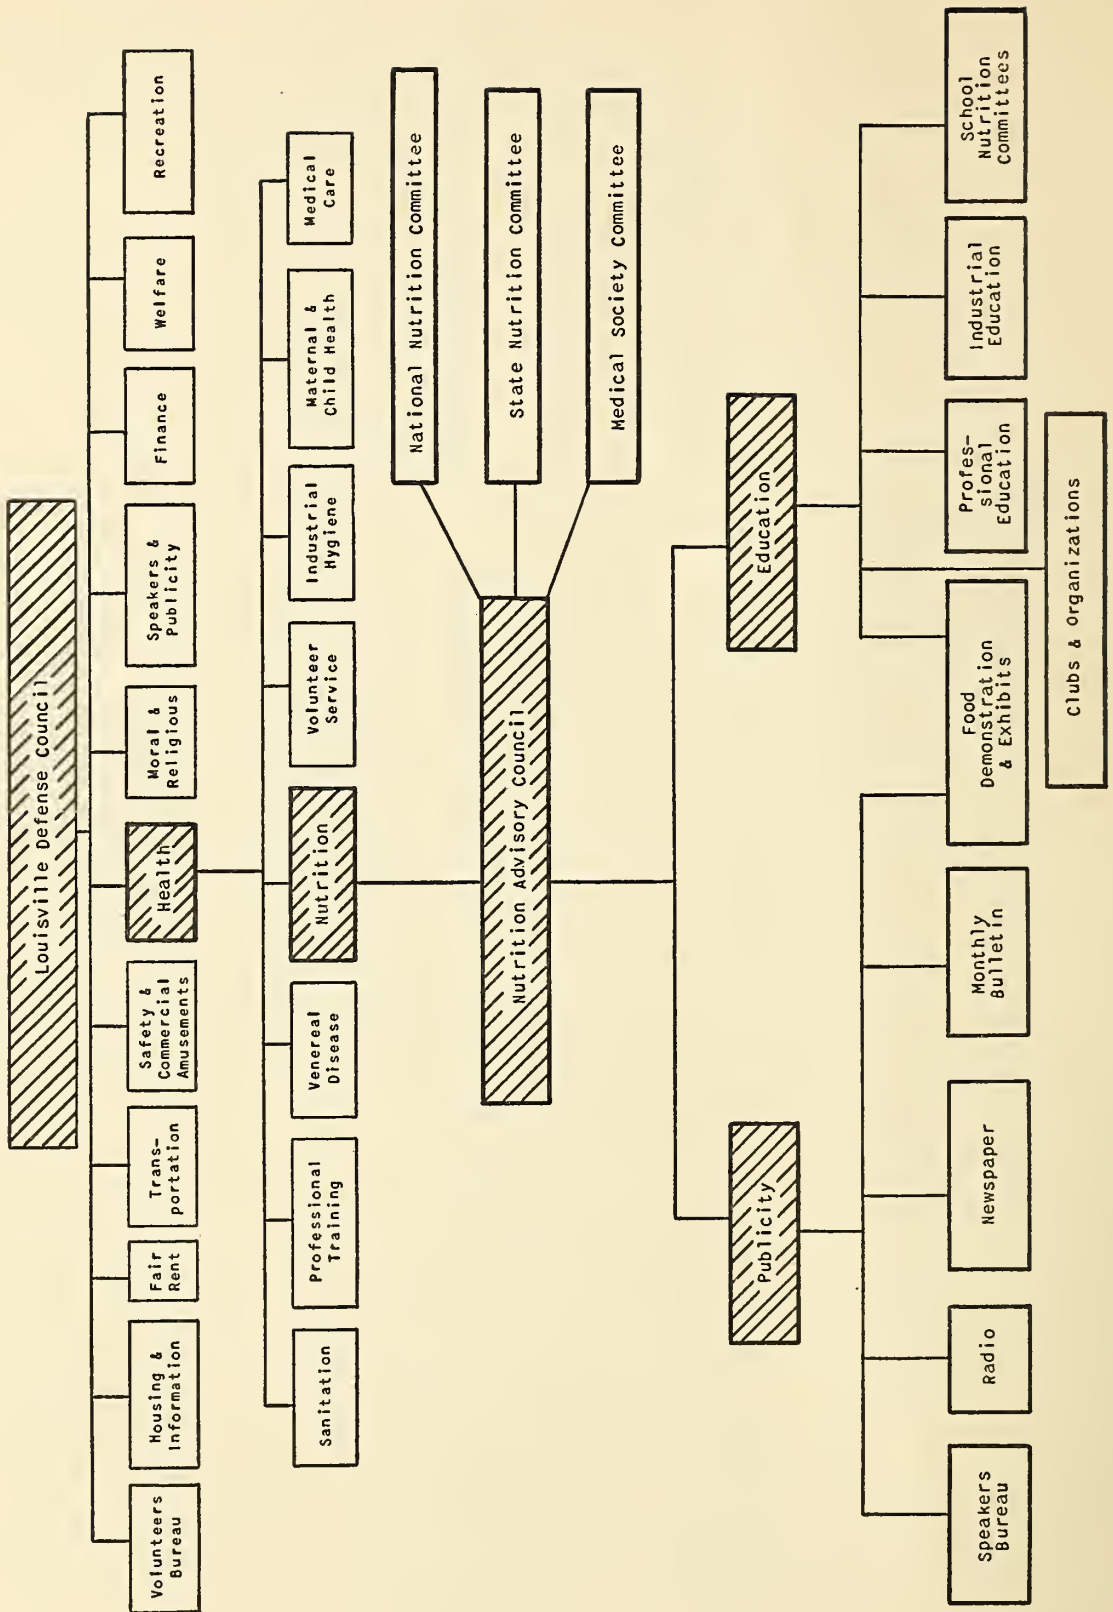 Louisville Defense Council
Volunteers
Bureau
Housing &
Information
Fair
Rent
Trans-
portation
Safety &
Commercial
Amusements
Health
Moral &
Religious
Speakers &
Publicity
Finance
Welfare
Recreation
Sanitation
Professional
Training
Venereal
Disease
Nutrition
Volunteer
Service
Industrial
Hygiene
Maternal &
Child Health
Medical
Care
National Nutrition Committee
State Nutrition Committee
Medical Society Committee
Nutrition Advisory Council
Publicity
Education
Speakers
Bureau
Radio
Newspaper
Monthly
Bulletin
Food
Demonstration
& Exhibits
Profes-
sional
Education
Industrial
Education
School
Nutrition
Committees
Clubs & Organizations